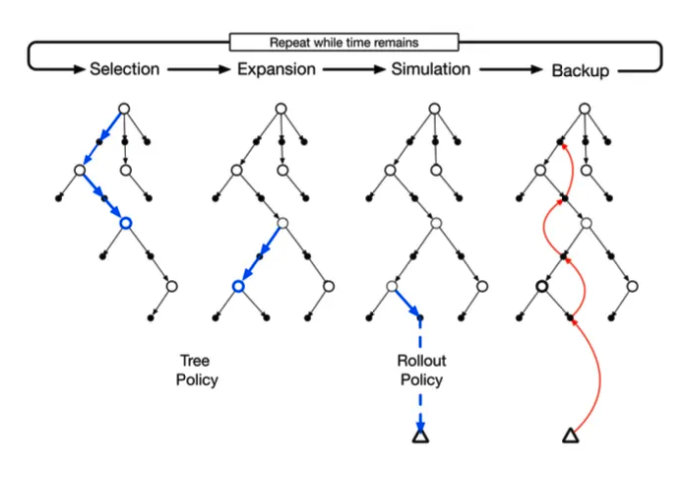 Repeat while time remains
Selection
Expansion
Simulation
Backup
Tree
Policy
Rollout
Policy